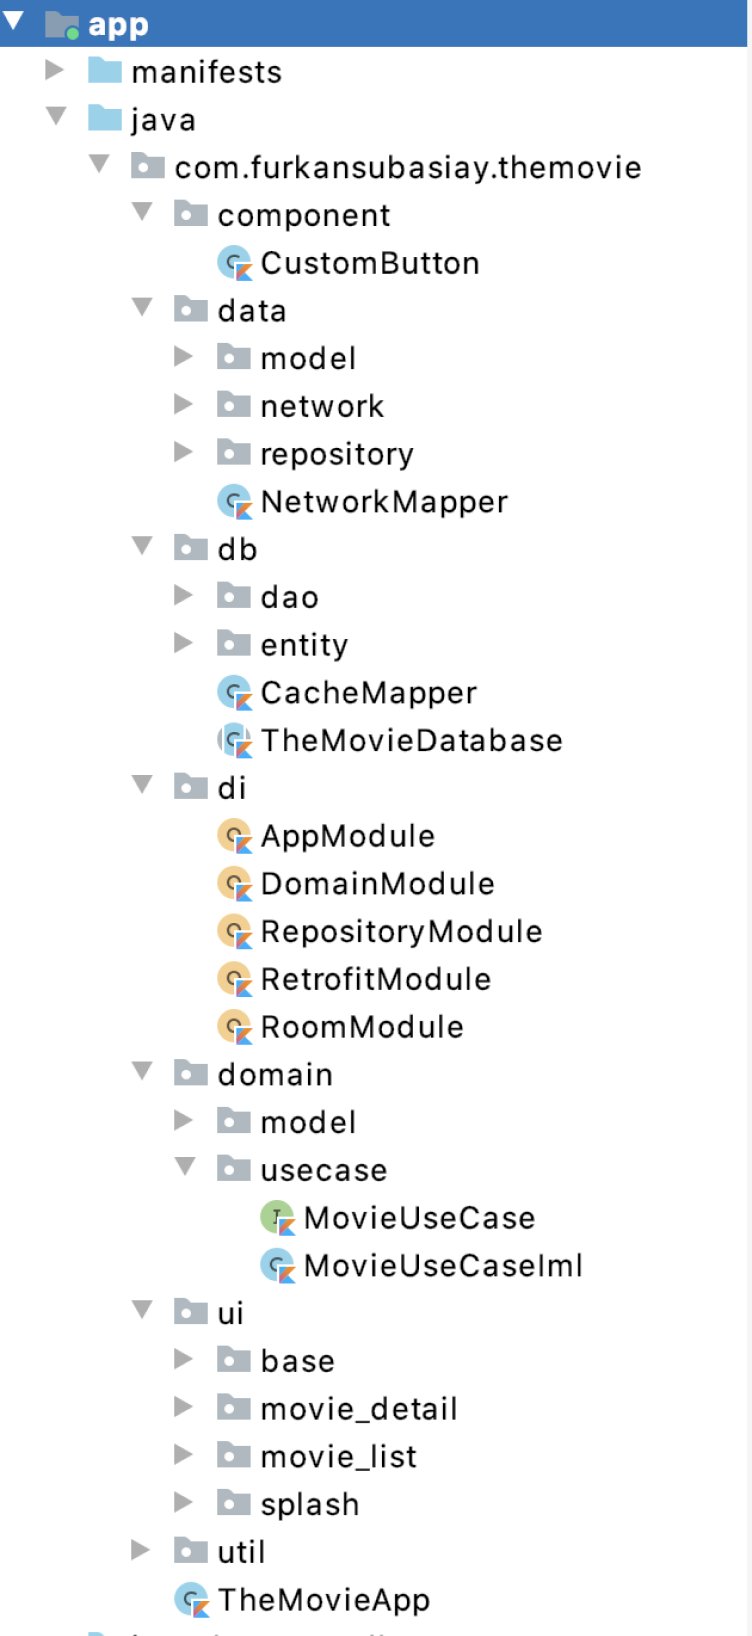 app
manifests
java
com.furkansubasiay.themovie
component
CustomButton
data
model
network
repository
NetworkMapper
db
dao
entity
CacheMapper
TheMovieDatabase
di
AppModule
DomainModule
RepositoryModule
RetrofitModule
RoomModule
domain
model
usecase
MovieUseCase
MovieUseCaseIml
ui
base
movie_detail
movie_list
splash
util
TheMovieApp